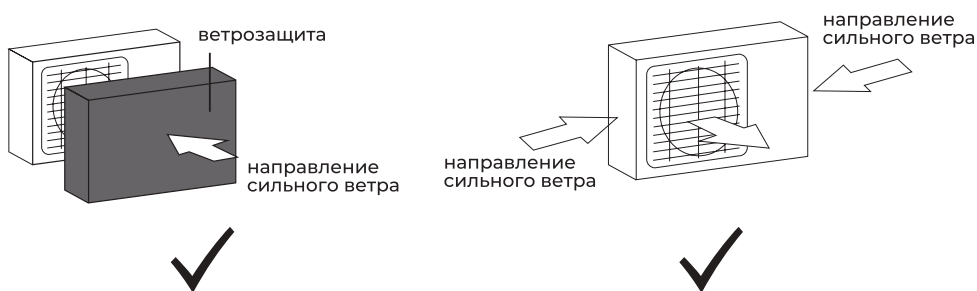 ветрозащита
направление
сильного ветра
направление
сильного ветра
направление
сильного ветра